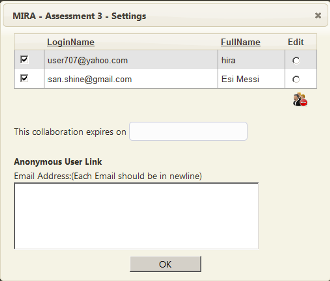 MIRA - Assessment 3 - Settings
LoginName FullName Edit
user707@yahoo.com hira
san.shine@gmail.com Esi Messi
This collaboration expires on
Anonymous User Link
Email Address:(Each Email should be in newline)
OK